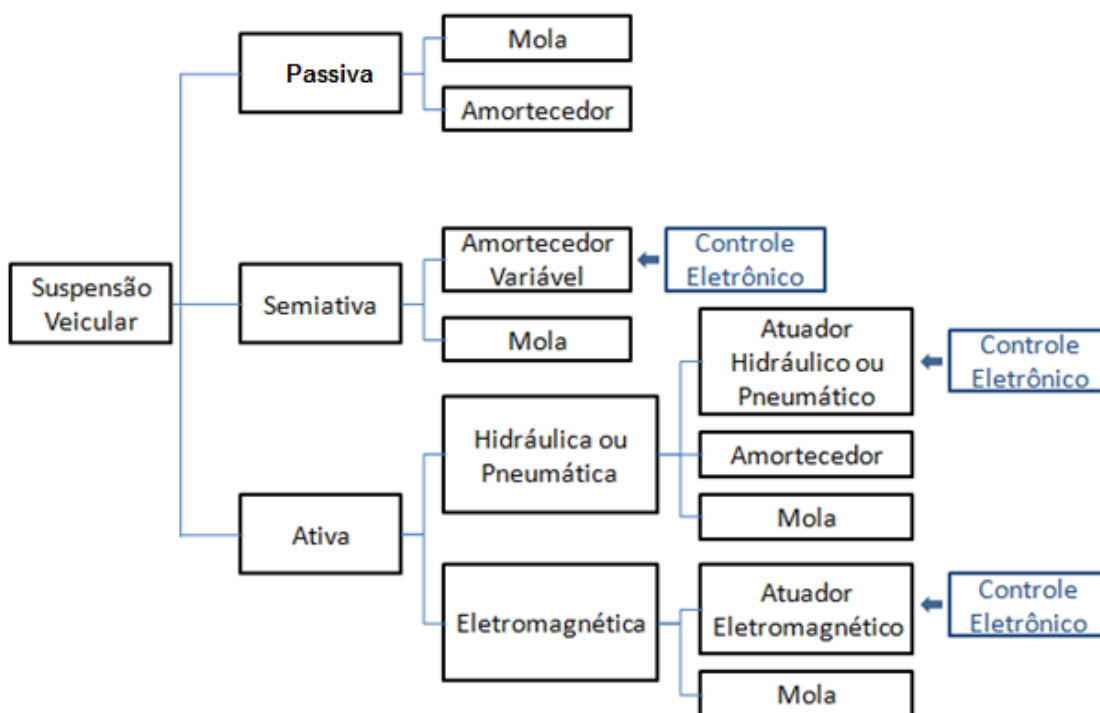 Suspensão
Veicular
Passiva
Mola
Amortecedor
Semiativa
Amortecedor
Variável
Controle
Eletrônico
Mola
Ativa
Hidráulica ou
Pneumática
Atuador
Hidráulico ou
Pneumático
Controle
Eletrônico
Amortecedor
Mola
Eletromagnética
Atuador
Eletromagnético
Controle
Eletrônico
Mola